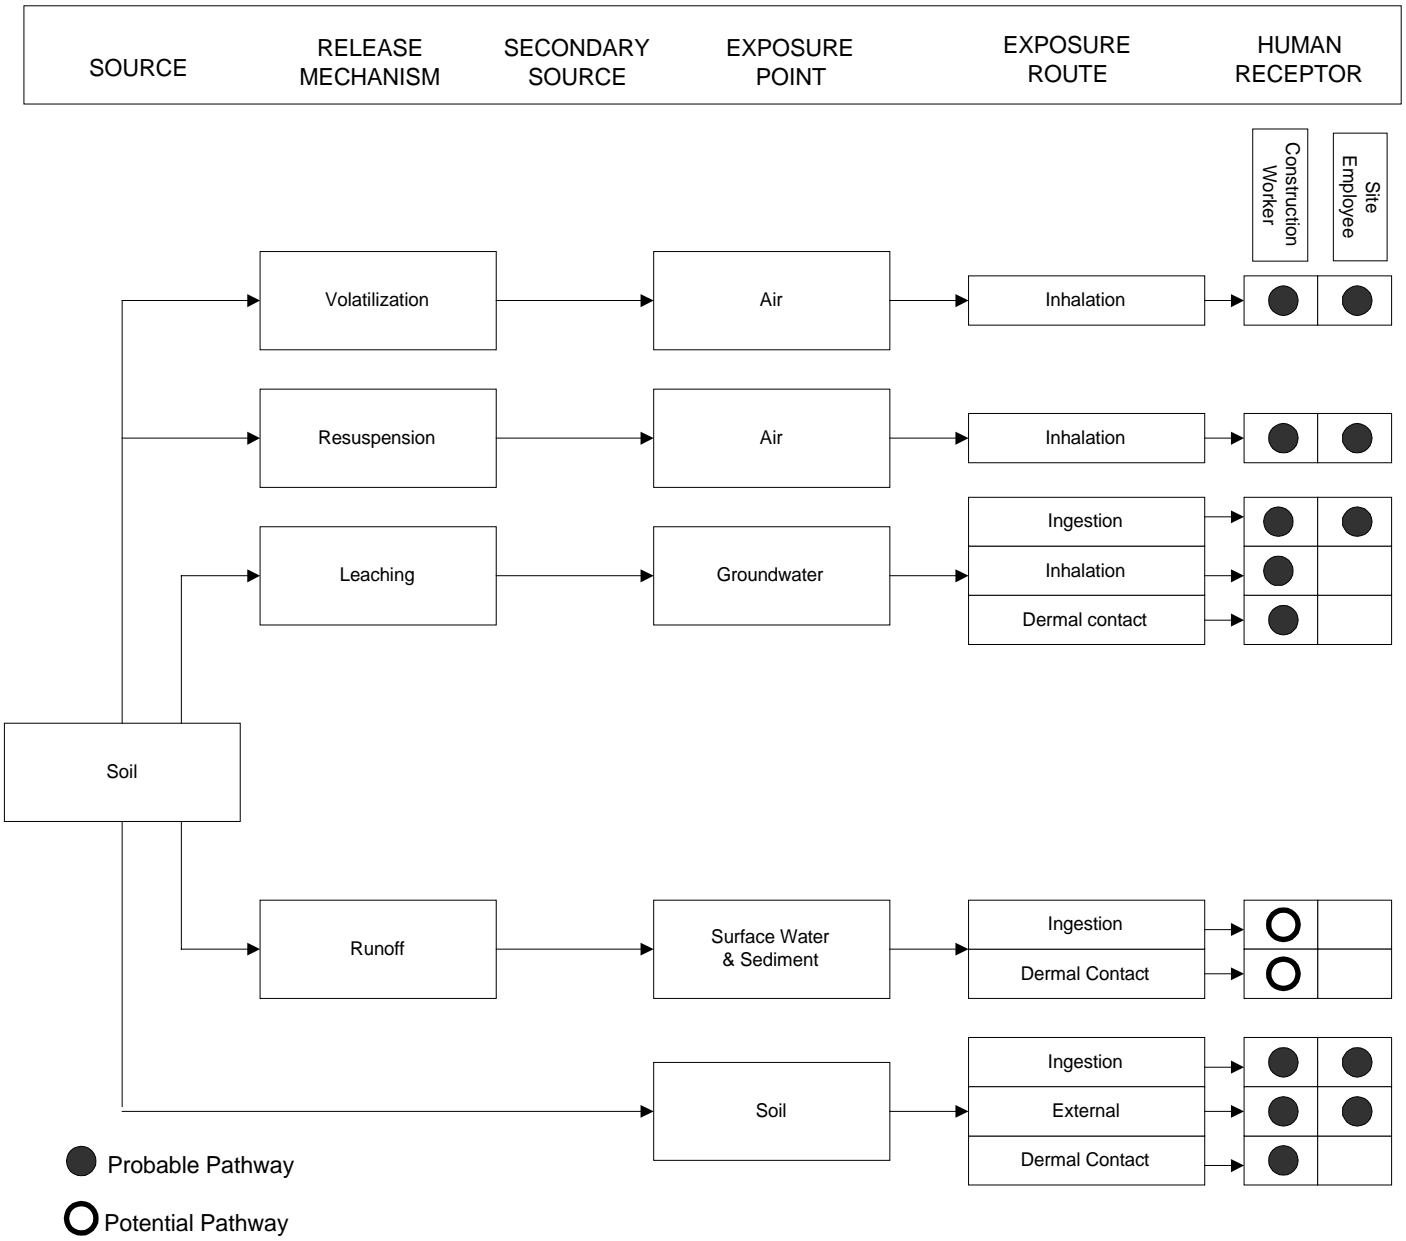 SOURCE
RELEASE
MECHANISM
SECONDARY
SOURCE
EXPOSURE
POINT
EXPOSURE
ROUTE
HUMAN
RECEPTOR
Construction
Worker
Site
Employee
Volatilization
Air
Inhalation
Resuspension
Air
Inhalation
Leaching
Groundwater
Ingestion
Inhalation
Dermal contact
Soil
Runoff
Surface Water
& Sediment
Ingestion
Dermal Contact
Soil
Ingestion
External
Dermal Contact
Probable Pathway
Potential Pathway